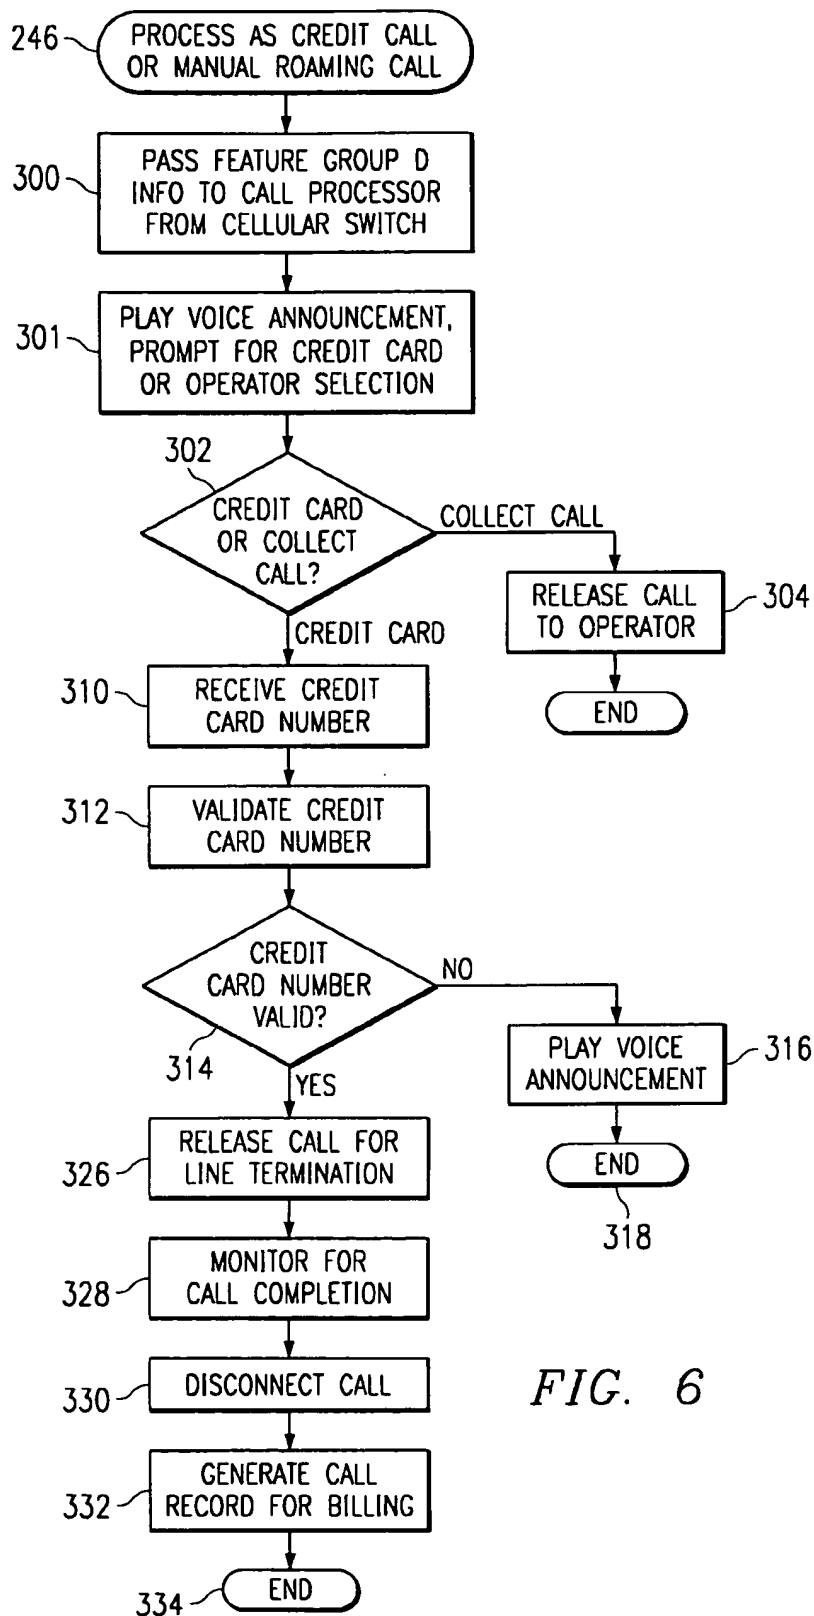 246
PROCESS AS CREDIT CALL
OR MANUAL ROAMING CALL
300
PASS FEATURE GROUP D
INFO TO CALL PROCESSOR
FROM CELLULAR SWITCH
301
PLAY VOICE ANNOUNCEMENT,
PROMPT FOR CREDIT CARD
OR OPERATOR SELECTION
302
CREDIT CARD
OR COLLECT
CALL?
COLLECT CALL
RELEASE CALL
TO OPERATOR
304
END
CREDIT CARD
310
RECEIVE CREDIT
CARD NUMBER
312
VALIDATE CREDIT
CARD NUMBER
CREDIT
CARD NUMBER
VALID?
314
NO
PLAY VOICE
ANNOUNCEMENT
316
END
318
YES
326
RELEASE CALL FOR
LINE TERMINATION
328
MONITOR FOR
CALL COMPLETION
330
DISCONNECT CALL
332
GENERATE CALL
RECORD FOR BILLING
334
END
FIG. 6